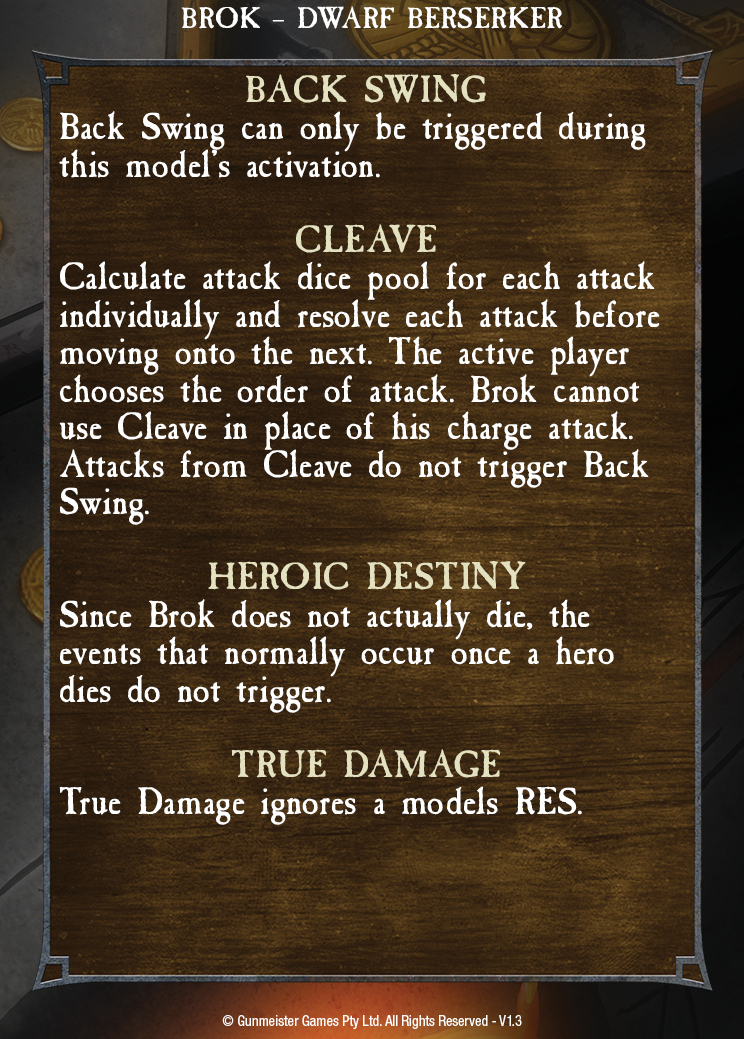 BROK – DWARF BERSERKER
BACK SWING
Back Swing can only be triggered during
this model's activation.
CLEAVE
Calculate attack dice pool for each attack
individually and resolve each attack before
moving onto the next. The active player
chooses the order of attack. Brok cannot
use Cleave in place of his charge attack.
Attacks from Cleave do not trigger Back
Swing.
HEROIC DESTINY
Since Brok does not actually die, the
events that normally occur once a hero
dies do not trigger.
TRUE DAMAGE
True Damage ignores a models RES.
© Gunmeister Games Pty Ltd. All Rights Reserved - V1.3